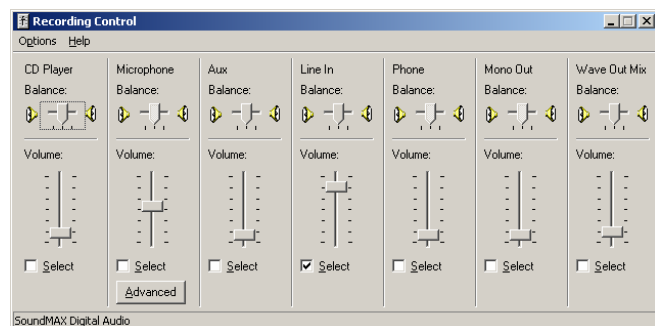 Recording Control
Options Help
CD Player Microphone Aux Line In Phone Mono Out Wave Out Mix
Balance: Balance: Balance: Balance: Balance: Balance: Balance:
Volume: Volume: Volume: Volume: Volume: Volume: Volume:
Select Select Select Select Select Select Select
Advanced
SoundMAX Digital Audio